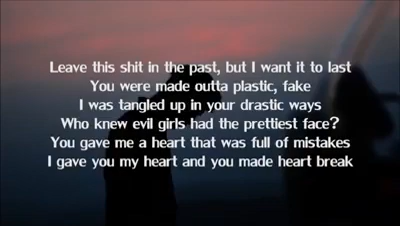 Leave this shit in the past, but I want it to last
You were made outta plastic, fake
I was tangled up in your drastic ways
Who knew evil girls had the prettiest face?
You gave me a heart that was full of mistakes
I gave you my heart and you made heart break